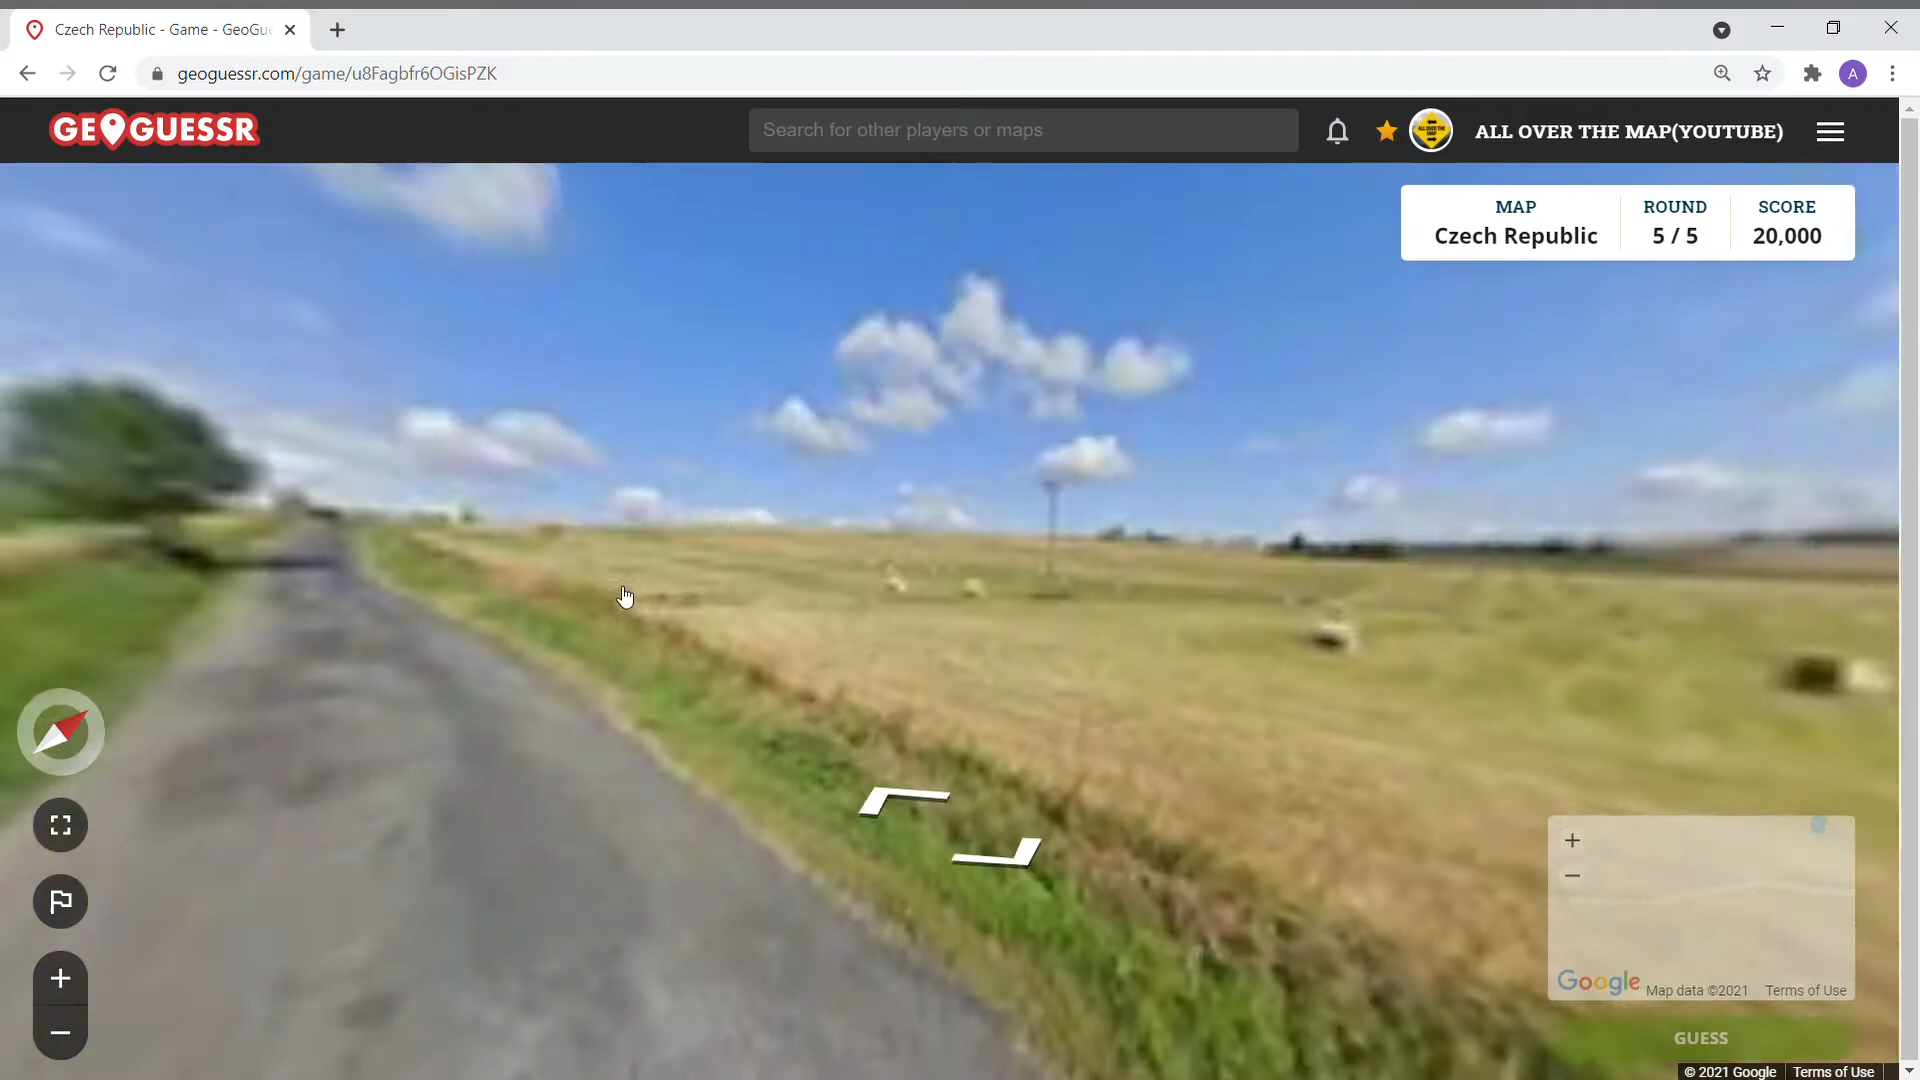 Czech Republic - Game - GeoGue
geoguessr.com/game/u8Fagbfr6OGisPZK
A
GEOGUESSR
Search for other players or maps
ALL OVER THE MAP(YOUTUBE)
MAP ROUND SCORE
Czech Republic 5 / 5 20,000
Google Map data ©2021 Terms of Use
GUESS
© 2021 Google Terms of Use